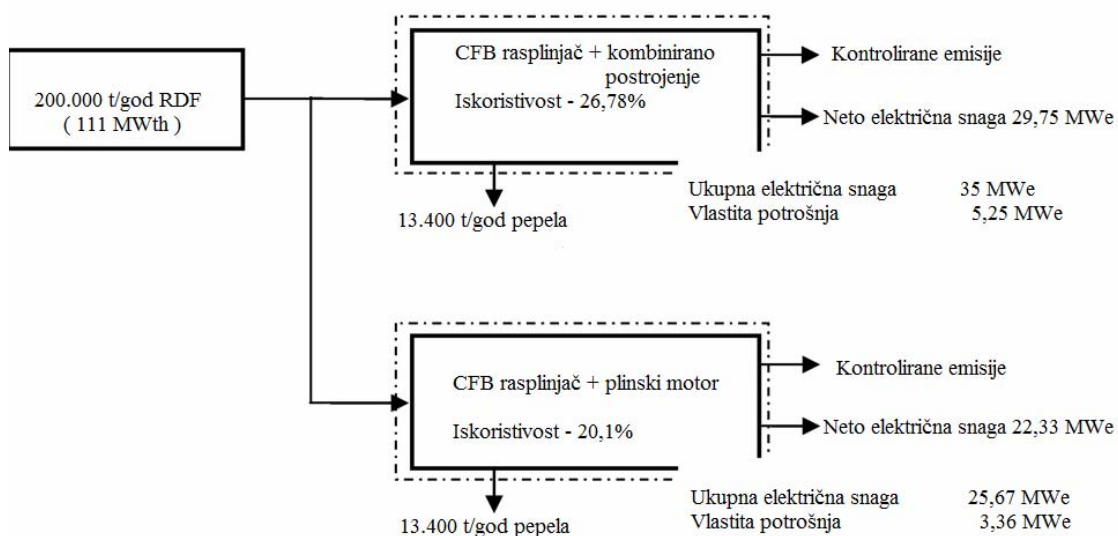 200.000 t/god RDF
( 111 MWth )
CFB rasplinjač + kombinirano
postrojenje
Iskoristivost - 26,78%
Kontrolirane emisije
Neto električna snaga 29,75 MWe
Ukupna električna snaga 35 MWe
Vlastita potrošnja 5,25 MWe
13.400 t/god pepela
CFB rasplinjač + plinski motor
Iskoristivost - 20,1%
Kontrolirane emisije
Neto električna snaga 22,33 MWe
Ukupna električna snaga 25,67 MWe
Vlastita potrošnja 3,36 MWe
13.400 t/god pepela